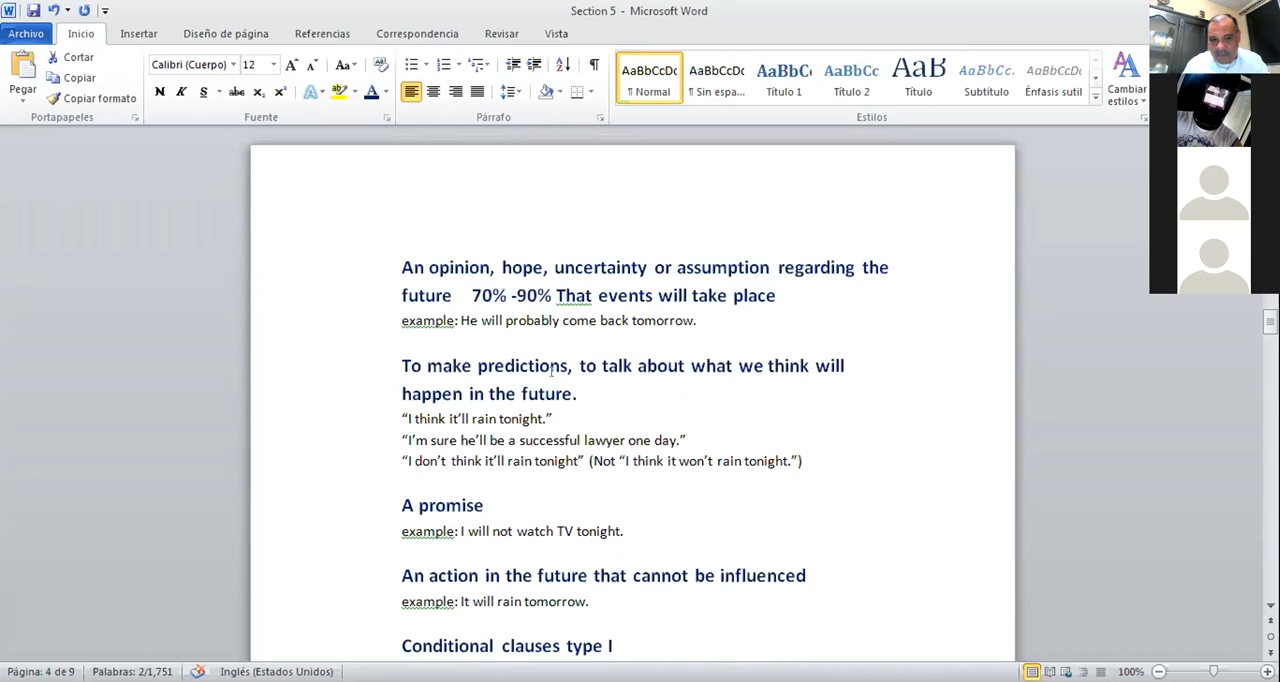 Section 5 - Microsoft Word
Archivo Inicio Insertar Diseño de página Referencias Correspondencia Revisar Vista
Cortar
Copiar
Copiar formato
Pegar
Portapapeles
Calibri (Cuerpo) 12
N K S abc x₂ x² A ab A
Fuente
Párrafo
AaBbCcDc AaBbCcDc AaBbC AaBbCc AaB AaBbCc. AaBbCcDc
¶ Normal ¶ Sin espa... Título 1 Título 2 Título Subtítulo Énfasis sutil
Cambiar
estilos
Estilos
An opinion, hope, uncertainty or assumption regarding the
future 70% -90% That events will take place
example: He will probably come back tomorrow.
To make predictions, to talk about what we think will
happen in the future.
“I think it’ll rain tonight.”
“I’m sure he’ll be a successful lawyer one day.”
“I don’t think it’ll rain tonight” (Not “I think it won’t rain tonight.”)
A promise
example: I will not watch TV tonight.
An action in the future that cannot be influenced
example: It will rain tomorrow.
Conditional clauses type I
Página: 4 de 9 Palabras: 2/1,751 Inglés (Estados Unidos) 100%